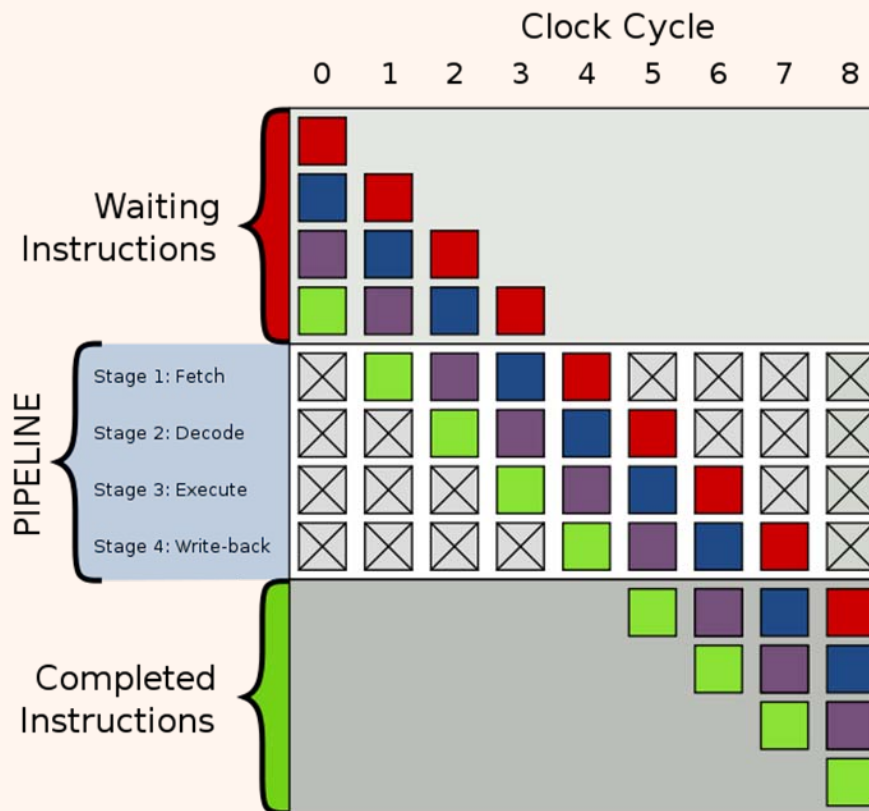 Clock Cycle
0 1 2 3 4 5 6 7 8
Waiting
Instructions
PIPELINE
Stage 1: Fetch
Stage 2: Decode
Stage 3: Execute
Stage 4: Write-back
Completed
Instructions